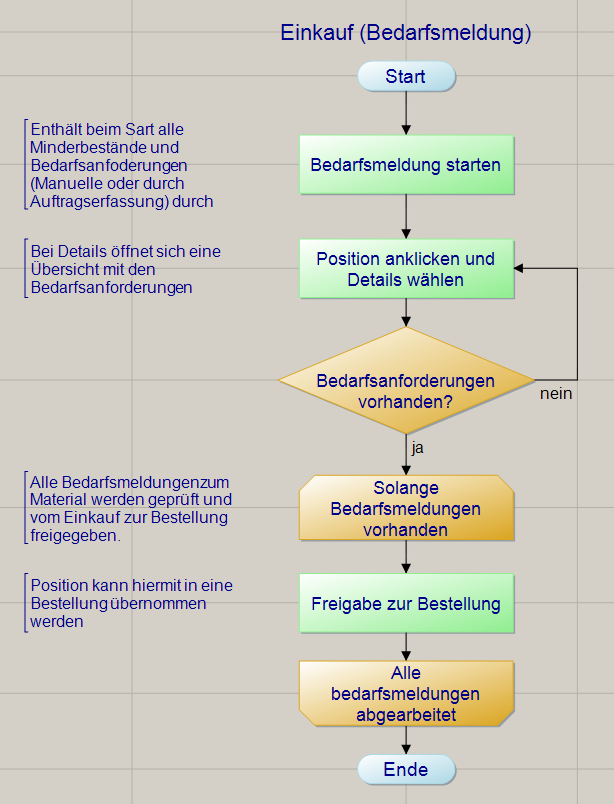 Einkauf (Bedarfsmeldung)
Start
Enthält beim Sart alle
Minderbestände und
Bedarfsanfoderungen
(Manuelle oder durch
Auftragserfassung) durch
Bedarfsmeldung starten
Bei Details öffnet sich eine
Übersicht mit den
Bedarfsanforderungen
Position anklicken und
Details wählen
Bedarfsanforderungen
vorhanden?
nein
ja
Alle Bedarfsmeldungenzum
Material werden geprüft und
vom Einkauf zur Bestellung
freigegeben.
Solange
Bedarfsmeldungen
vorhanden
Position kann hiermit in eine
Bestellung übernommen
werden
Freigabe zur Bestellung
Alle
bedarfsmeldungen
abgearbeitet
Ende